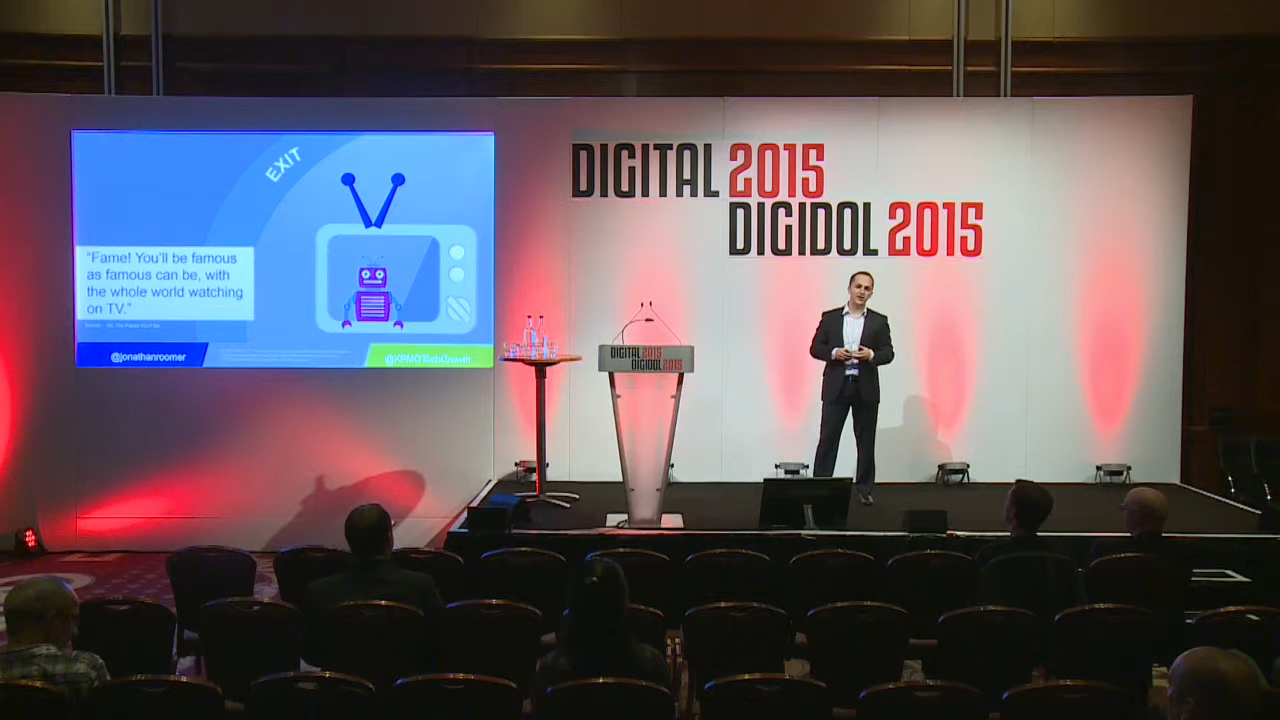 EXIT
"Fame! You'll be famous
as famous can be, with
the whole world watching
on TV."
@jonathanroomer
DIGITAL 2015
DIGIDOL 2015
DIGITAL 2015
DIGIDOL 2015